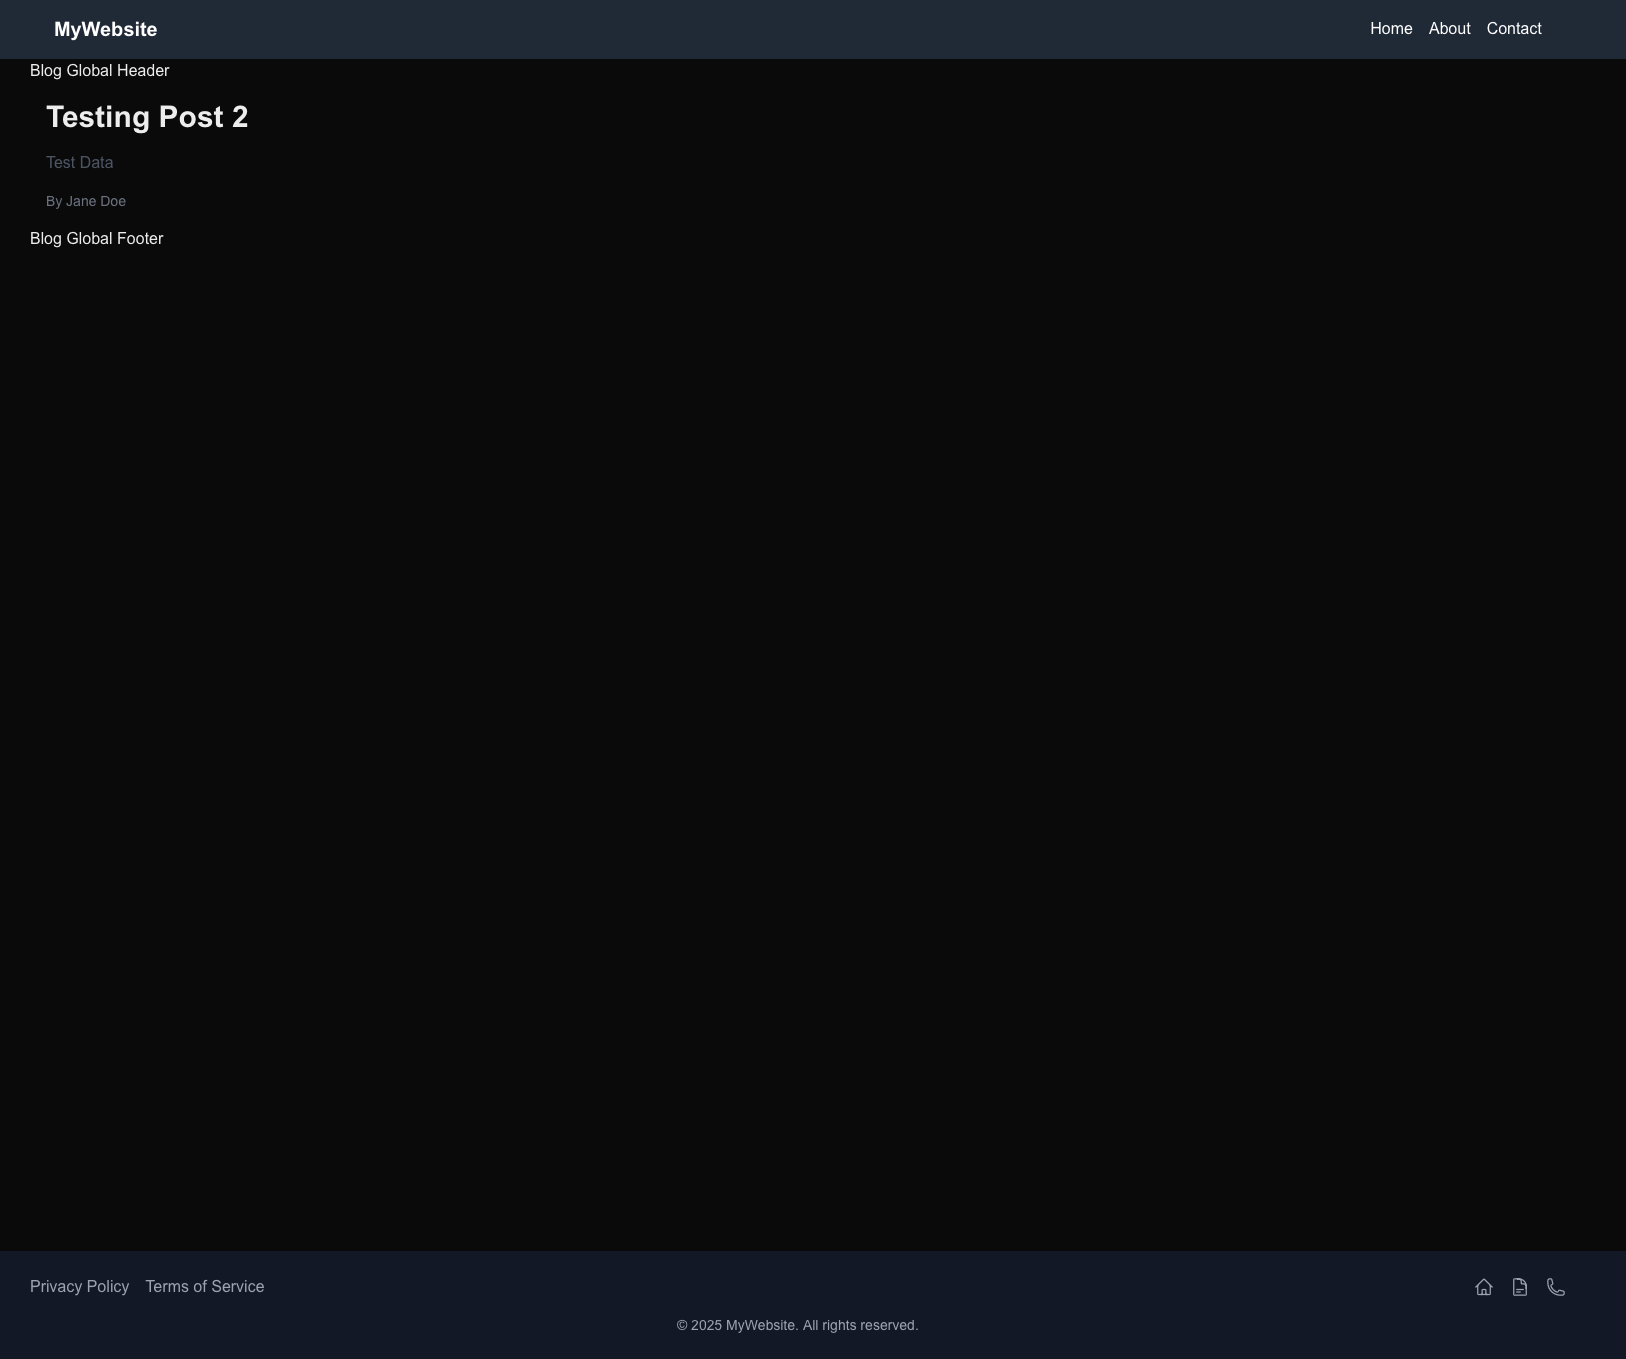 MyWebsite
Home About Contact
Blog Global Header
Testing Post 2
Test Data
By Jane Doe
Blog Global Footer
Privacy Policy Terms of Service
© 2025 MyWebsite. All rights reserved.